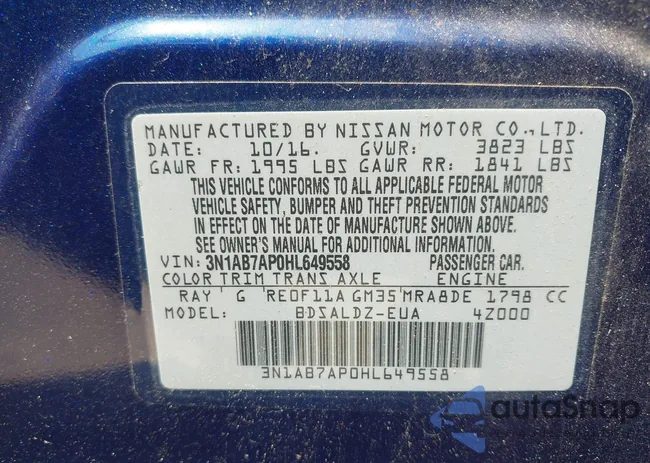 MANUFACTURED BY NISSAN MOTOR CO., LTD.
DATE: 10/16. GVWR: 3823 LBS
GAWR FR: 1995 LBS GAWR RR: 1841 LBS
THIS VEHICLE CONFORMS TO ALL APPLICABLE FEDERAL MOTOR
VEHICLE SAFETY, BUMPER AND THEFT PREVENTION STANDARDS
IN EFFECT ON THE DATE OF MANUFACTURE SHOWN ABOVE.
SEE OWNER'S MANUAL FOR ADDITIONAL INFORMATION.
VIN: 3N1AB7AP0HL649558 PASSENGER CAR.
COLOR TRIM TRANS AXLE ENGINE
RAY G RE0F11A GM35 MRA8DE 1798 CC
MODEL: BDSALDZ-EUA 4Z000
3N1AB7AP0HL649558
autoSnap